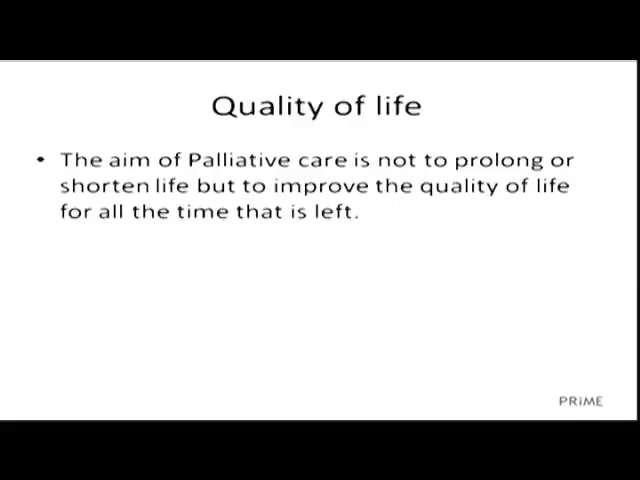 Quality of life
• The aim of Palliative care is not to prolong or
shorten life but to improve the quality of life
for all the time that is left.
PRiME